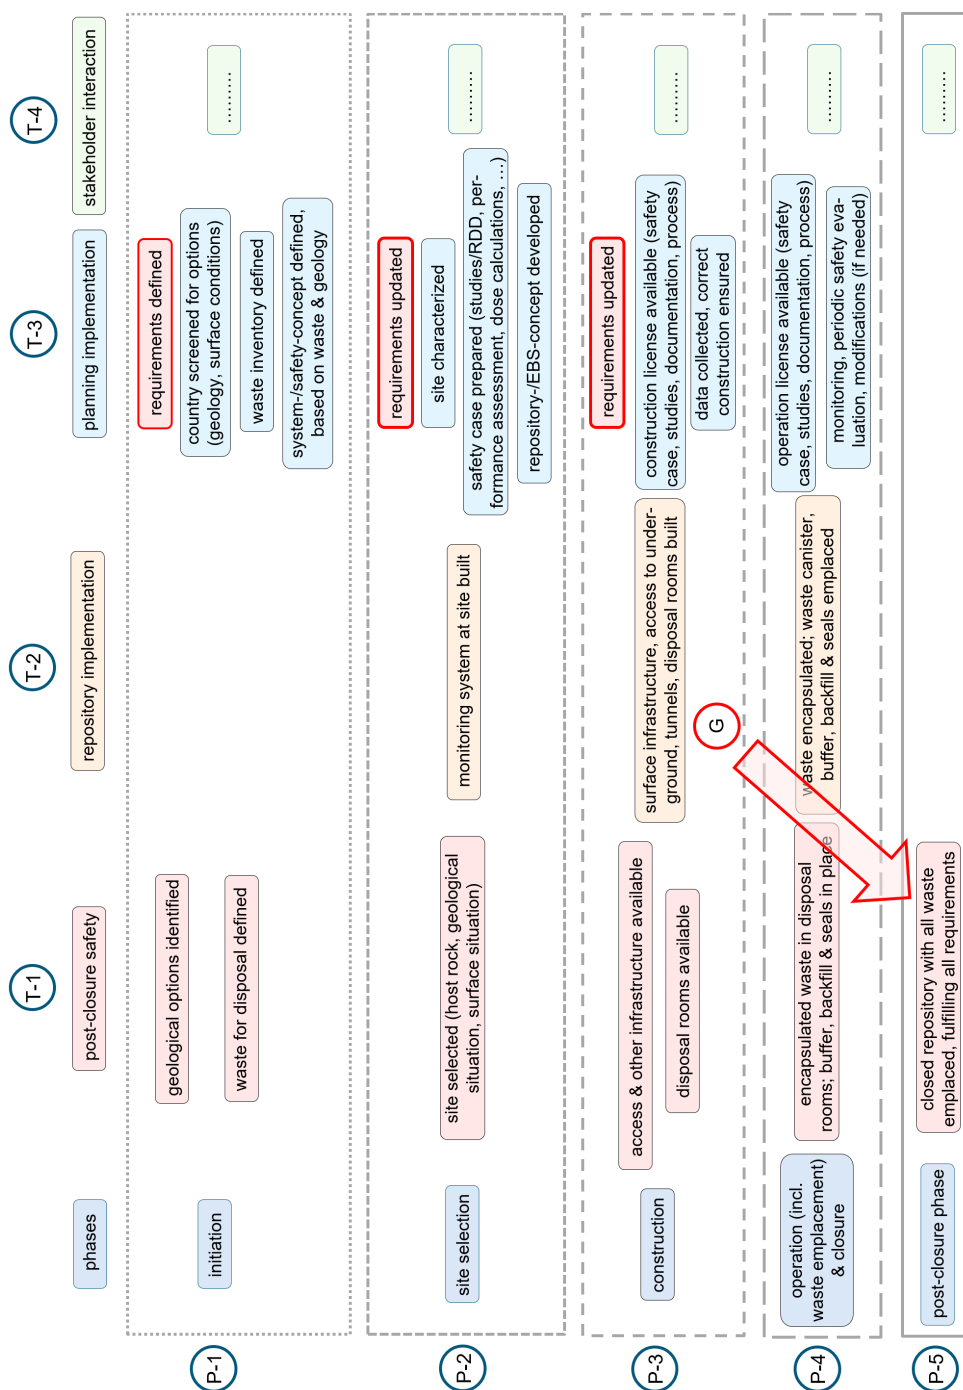 T-1
T-2
T-3
T-4
phases
post-closure safety
repository implementation
planning implementation
stakeholder interaction
P-1
initiation
geological options identified
waste for disposal defined
requirements defined
country screened for options
(geology, surface conditions)
waste inventory defined
system-/safety-concept defined,
based on waste & geology
.........
P-2
site selection
site selected (host rock, geological
situation, surface situation)
monitoring system at site built
requirements updated
site characterized
safety case prepared (studies/RDD, per-
formance assessment, dose calculations, ...)
repository-/EBS-concept developed
.........
P-3
construction
access & other infrastructure available
disposal rooms available
surface infrastructure, access to under-
ground, tunnels, disposal rooms built
G
requirements updated
construction license available (safety
case, studies, documentation, process)
data collected, correct
construction ensured
.........
P-4
operation (incl.
waste emplacement)
& closure
encapsulated waste in disposal
rooms; buffer, backfill & seals in place
waste encapsulated; waste canister,
buffer, backfill & seals emplaced
operation license available (safety
case, studies, documentation, process)
monitoring, periodic safety eva-
luation, modifications (if needed)
.........
P-5
post-closure phase
closed repository with all waste
emplaced, fulfilling all requirements
.........